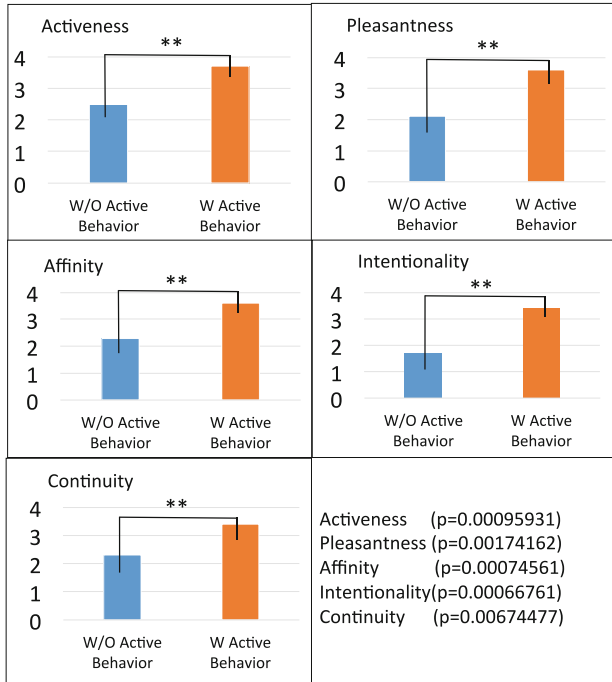 Activeness
**
4
3
2
1
0
W/O Active
Behavior
W Active
Behavior
Pleasantness
**
4
3
2
1
0
W/O Active
Behavior
W Active
Behavior
Affinity
**
4
3
2
1
0
W/O Active
Behavior
W Active
Behavior
Intentionality
**
4
3
2
1
0
W/O Active
Behavior
W Active
Behavior
Continuity
**
4
3
2
1
0
W/O Active
Behavior
W Active
Behavior
Activeness (p=0.00095931)
Pleasantness (p=0.00174162)
Affinity (p=0.00074561)
Intentionality(p=0.00066761)
Continuity (p=0.00674477)